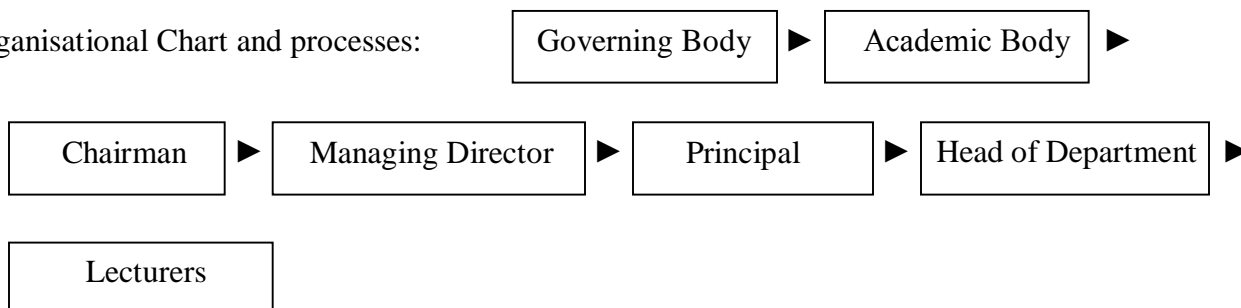 ganisational Chart and processes: Governing Body ► Academic Body ►
Chairman ► Managing Director ► Principal ► Head of Department ►
Lecturers